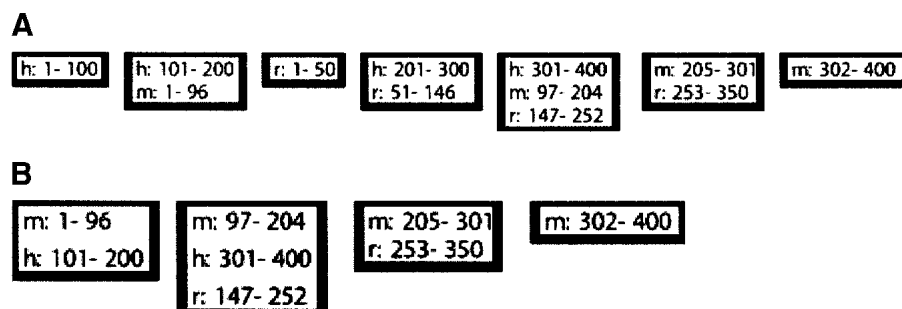 A
h: 1- 100
h: 101- 200
m: 1- 96
r: 1- 50
h: 201- 300
r: 51- 146
h: 301- 400
m: 97- 204
r: 147- 252
m: 205- 301
r: 253- 350
m: 302- 400
B
m: 1- 96
h: 101- 200
m: 97- 204
h: 301- 400
r: 147- 252
m: 205- 301
r: 253- 350
m: 302- 400